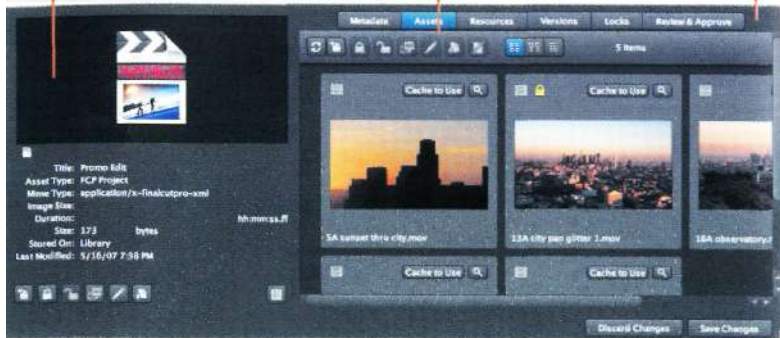 Metadata Assets Resources Versions Locks Review & Approve
5 Items
Cache to Use
Cache to Use
5A sunset thru city.mov
13A city pan glitter 1.mov
18A observatory
Cache to Use
Cache to Use
Title: Promo Edit
Asset Type: FCP Project
Mime Type: application/x-finalcutpro-xml
Image Size:
Duration: hh:mm:ss.ff
Size: 173 bytes
Stored On: Library
Last Modified: 5/16/07 7:38 PM
Discard Changes Save Changes